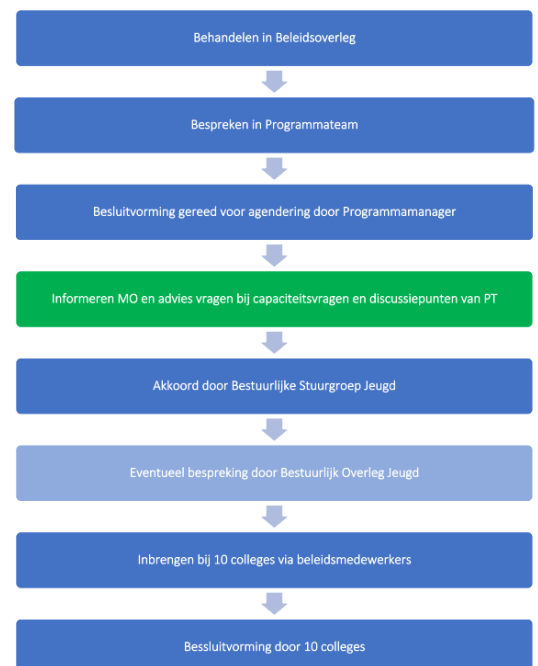 Behandelen in Beleidsoverleg
Bespreken in Programmateam
Besluitvorming gereed voor agendering door Programmamanager
Informeren MO en advies vragen bij capaciteitsvragen en discussiepunten van PT
Akkoord door Bestuurlijke Stuurgroep Jeugd
Eventueel bespreking door Bestuurlijk Overleg Jeugd
Inbrengen bij 10 colleges via beleidsmedewerkers
Bessluitvorming door 10 colleges